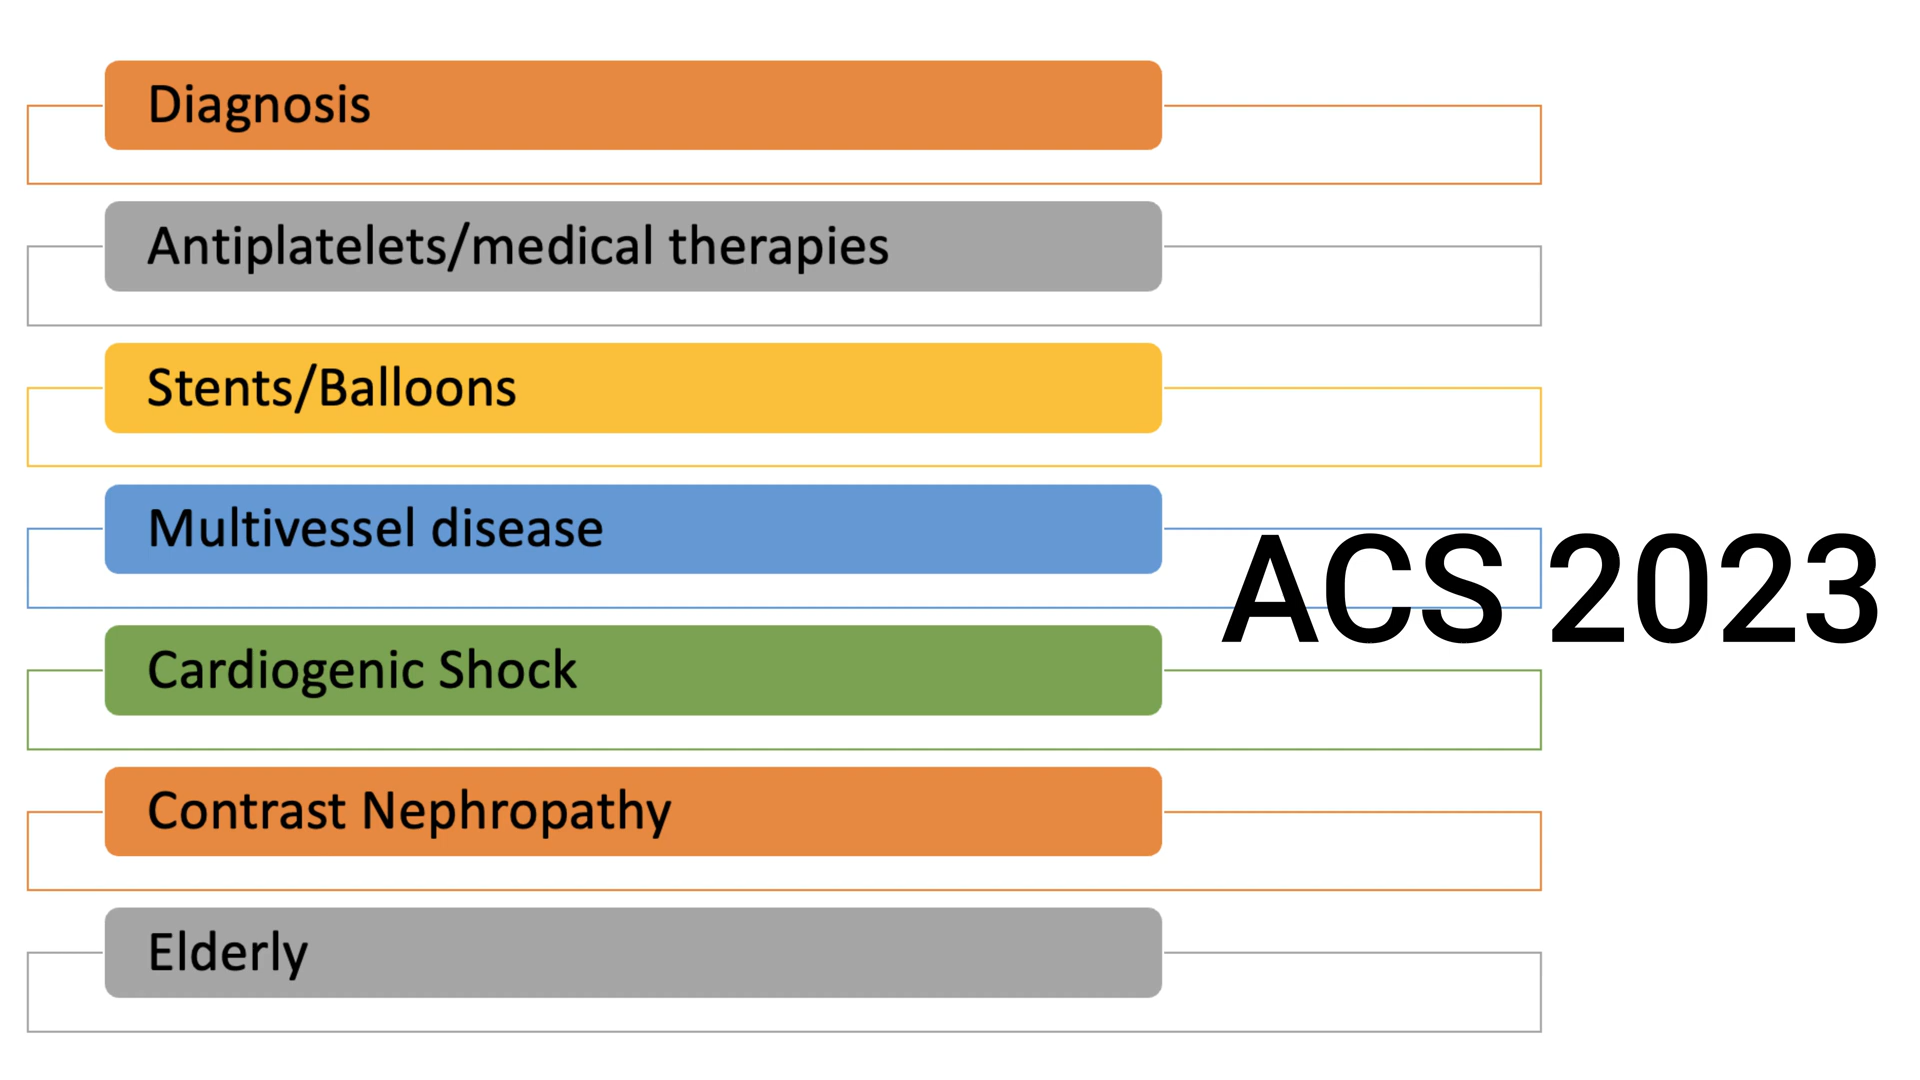 Diagnosis
Antiplatelets/medical therapies
Stents/Balloons
Multivessel disease
ACS 2023
Cardiogenic Shock
Contrast Nephropathy
Elderly